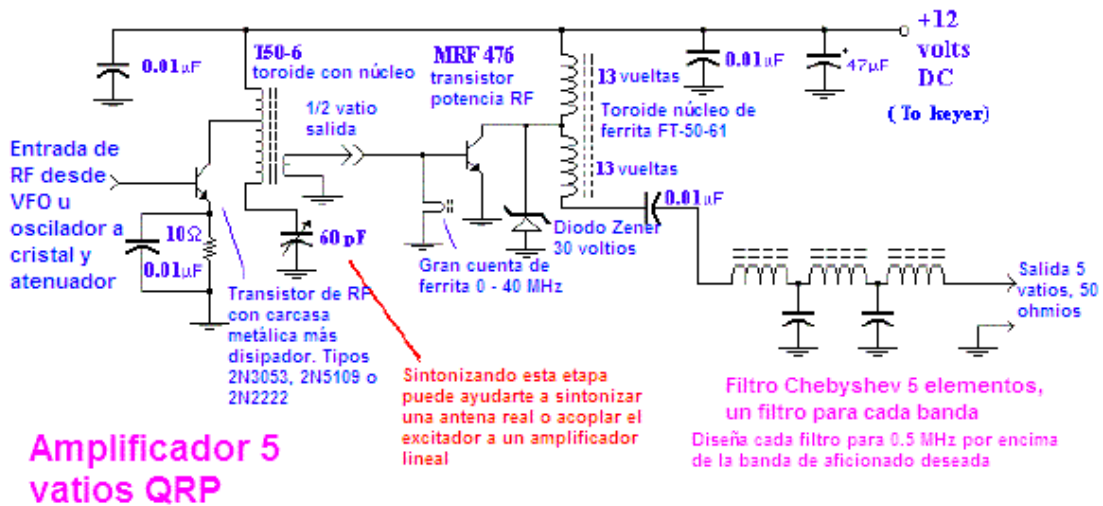 +12
volts
DC
( To keyer)
0.01µF
T50-6
toroide con núcleo
MRF 476
transistor
potencia RF
13 vueltas
Toroide núcleo de
ferrita FT-50-61
13 vueltas
0.01µF
+
47µF
1/2 vatio
salida
Entrada de
RF desde
VFO u
oscilador a
cristal y
atenuador
10Ω
0.01µF
60 pF
Transistor de RF
con carcasa
metálica más
disipador. Tipos
2N3053, 2N5109 o
2N2222
Gran cuenta de
ferrita 0 - 40 MHz
Diodo Zener
30 voltios
0.01µF
Salida 5
vatios, 50
ohmios
Sintonizando esta etapa
puede ayudarte a sintonizar
una antena real o acoplar el
excitador a un amplificador
lineal
Filtro Chebyshev 5 elementos,
un filtro para cada banda
Diseña cada filtro para 0.5 MHz por encima
de la banda de aficionado deseada
Amplificador 5
vatios QRP